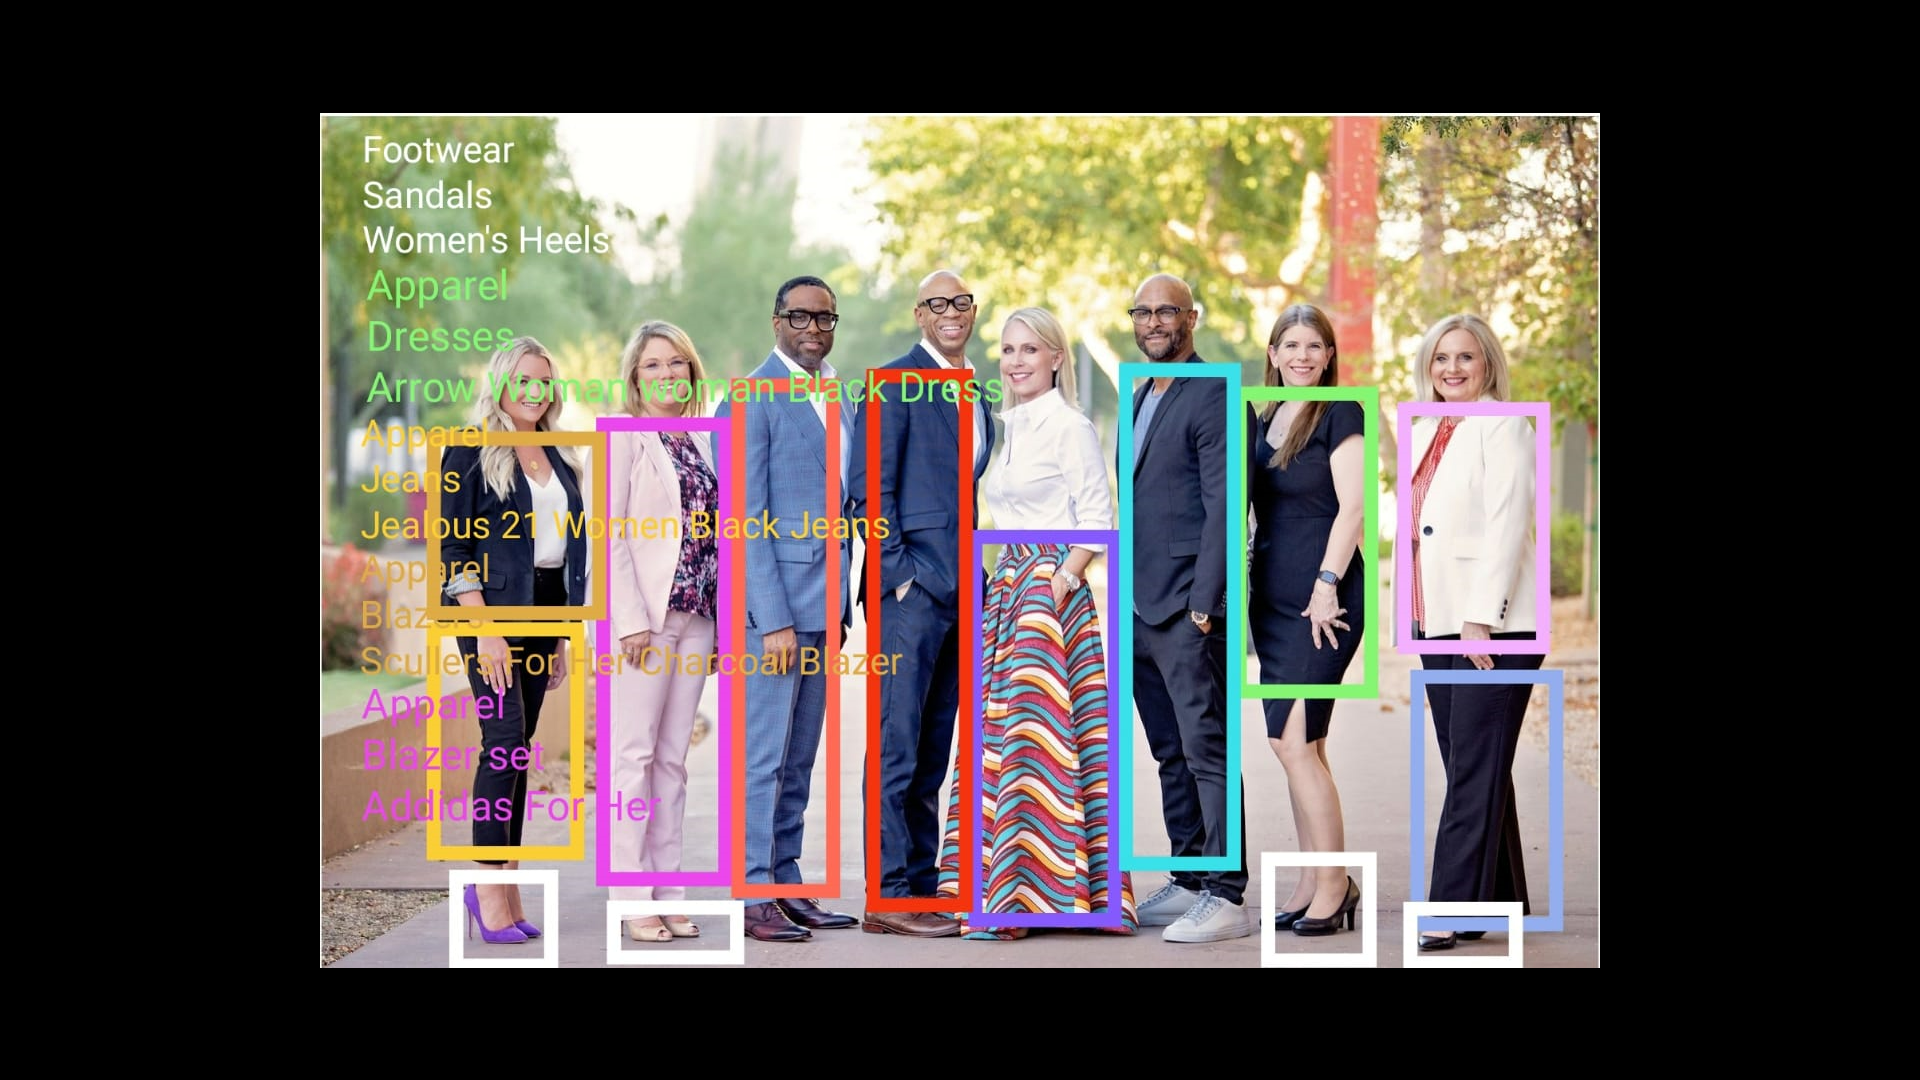 Footwear
Sandals
Women's Heels
Apparel
Dresses
Arrow Woman woman Black Dress
Apparel
Jeans
Jealous 21 Women Black Jeans
Apparel
Blazers
Scullers For Her Charcoal Blazer
Apparel
Blazer set
Addidas For Her